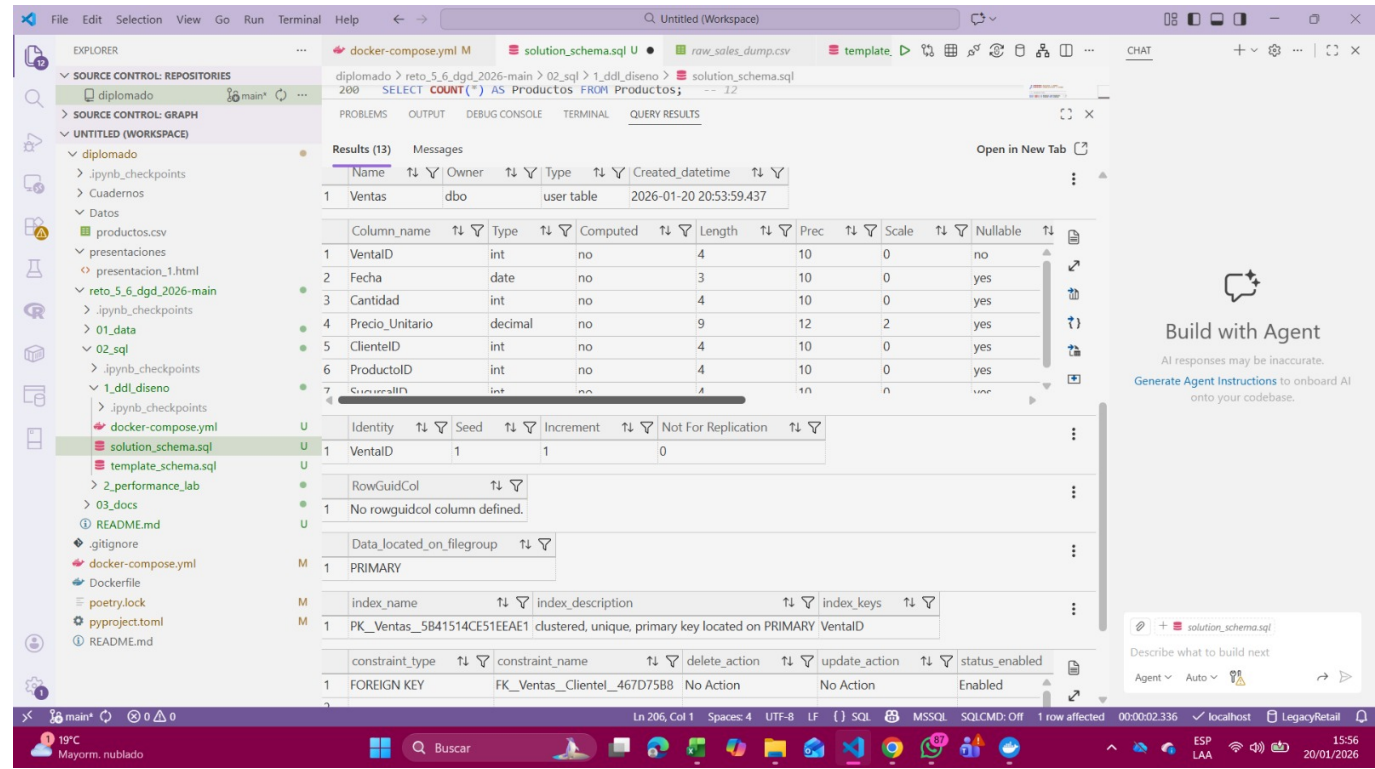 File Edit Selection View Go Run Terminal Help
Untitled (Workspace)
EXPLORER
SOURCE CONTROL: REPOSITORIES
diplomado main*
SOURCE CONTROL: GRAPH
UNTITLED (WORKSPACE)
diplomado
.ipynb_checkpoints
Cuadernos
Datos
productos.csv
presentaciones
presentacion_1.html
reto_5_6_dgd_2026-main
.ipynb_checkpoints
01_data
02_sql
.ipynb_checkpoints
1_ddl_diseno
.ipynb_checkpoints
docker-compose.yml U
solution_schema.sql U
template_schema.sql U
2_performance_lab
03_docs
README.md U
.gitignore
docker-compose.yml M
Dockerfile
poetry.lock M
pyproject.toml M
README.md
12
1
docker-compose.yml M solution_schema.sql U raw_sales_dump.csv template_
diplomado > reto_5_6_dgd_2026-main > 02_sql > 1_ddl_diseno > solution_schema.sql
200 SELECT COUNT(*) AS Productos FROM Productos; -- 12
PROBLEMS OUTPUT DEBUG CONSOLE TERMINAL QUERY RESULTS
Results (13) Messages Open in New Tab
Name Owner Type Created_datetime
1 Ventas dbo user table 2026-01-20 20:53:59.437
Column_name Type Computed Length Prec Scale Nullable
1 VentaID int no 4 10 0 no
2 Fecha date no 3 10 0 yes
3 Cantidad int no 4 10 0 yes
4 Precio_Unitario decimal no 9 12 2 yes
5 ClienteID int no 4 10 0 yes
6 ProductoID int no 4 10 0 yes
7 SucursalID int no 4 10 0 yes
Identity Seed Increment Not For Replication
1 VentaID 1 1 0
RowGuidCol
1 No rowguidcol column defined.
Data_located_on_filegroup
1 PRIMARY
index_name index_description index_keys
1 PK__Ventas__5B41514CE51EEAE1 clustered, unique, primary key located on PRIMARY VentaID
constraint_type constraint_name delete_action update_action status_enabled
1 FOREIGN KEY FK__Ventas__ClienteI__467D75B8 No Action No Action Enabled
CHAT
Build with Agent
AI responses may be inaccurate.
Generate Agent Instructions to onboard AI
onto your codebase.
solution_schema.sql
Describe what to build next
Agent Auto
main* 0 0 Ln 206, Col 1 Spaces: 4 UTF-8 LF { } SQL MSSQL SQLCMD: Off 1 row affected 00:00:02.336 localhost LegacyRetail
1
19°C
Mayorm. nublado
Buscar
87
ESP
LAA
15:56
20/01/2026